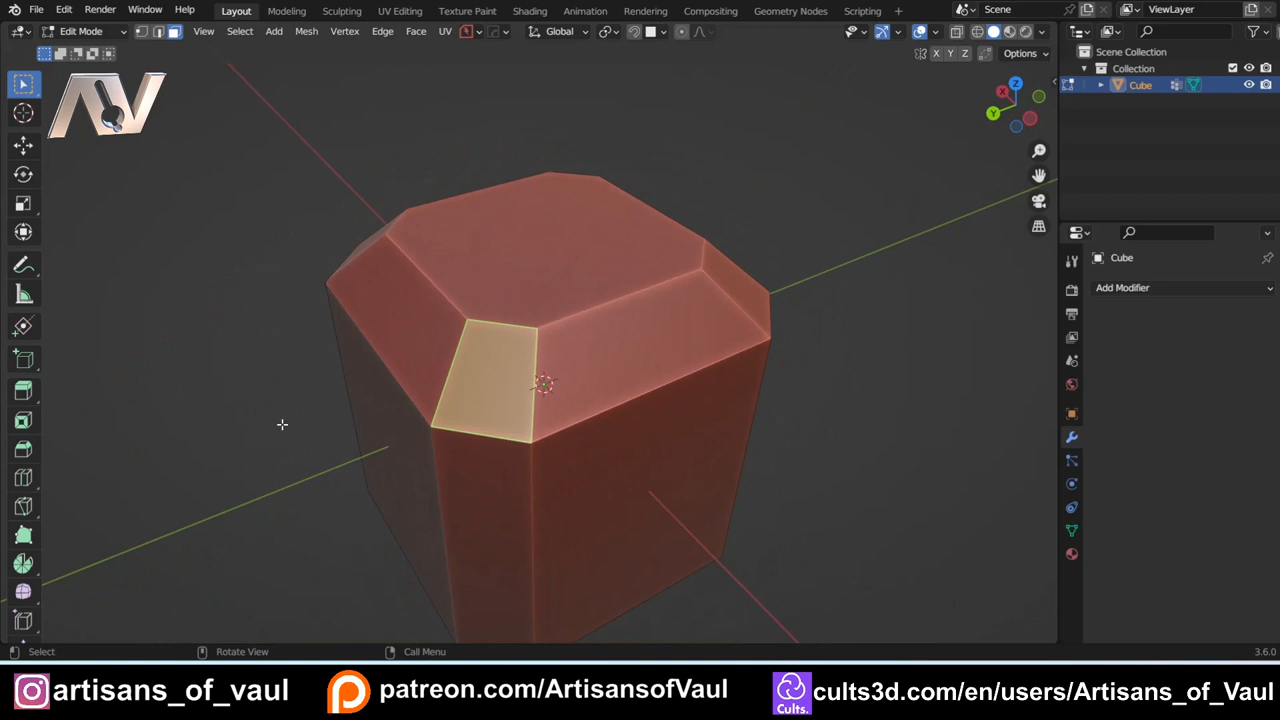 File Edit Render Window Help Layout Modeling Sculpting UV Editing Texture Paint Shading Animation Rendering Compositing Geometry Nodes Scripting + Scene ViewLayer
Edit Mode View Select Add Mesh Vertex Edge Face UV Global
X Y Z Options
Scene Collection
Collection
Cube
AV
Z
X
Y
Cube
Add Modifier
Select Rotate View Call Menu 3.6.0
artisans_of_vaul patreon.com/ArtisansofVaul Cults. cults3d.com/en/users/Artisans_of_Vaul